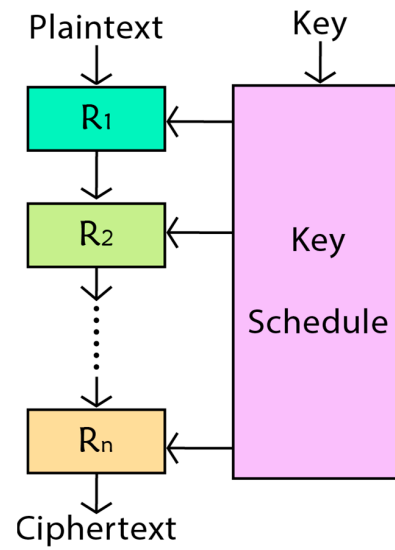 Plaintext
Key
R1
R2
Key
Schedule
Rn
Ciphertext